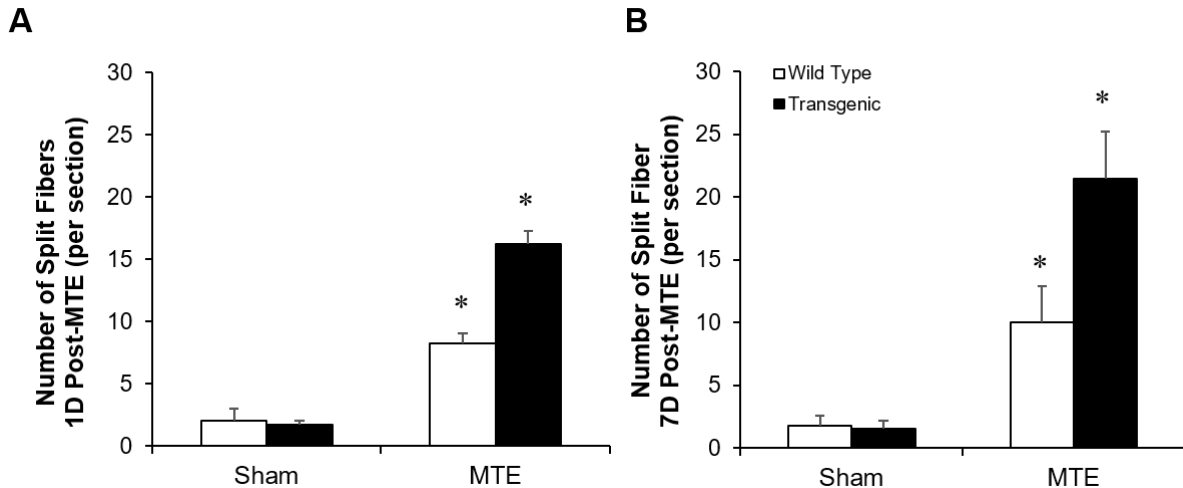 A
Number of Split Fibers
1D Post-MTE (per section)
30
25
20
15
10
5
0
*
*
Sham
MTE
B
Number of Split Fiber
7D Post-MTE (per section)
30
25
20
15
10
5
0
Wild Type
Transgenic
*
*
Sham
MTE